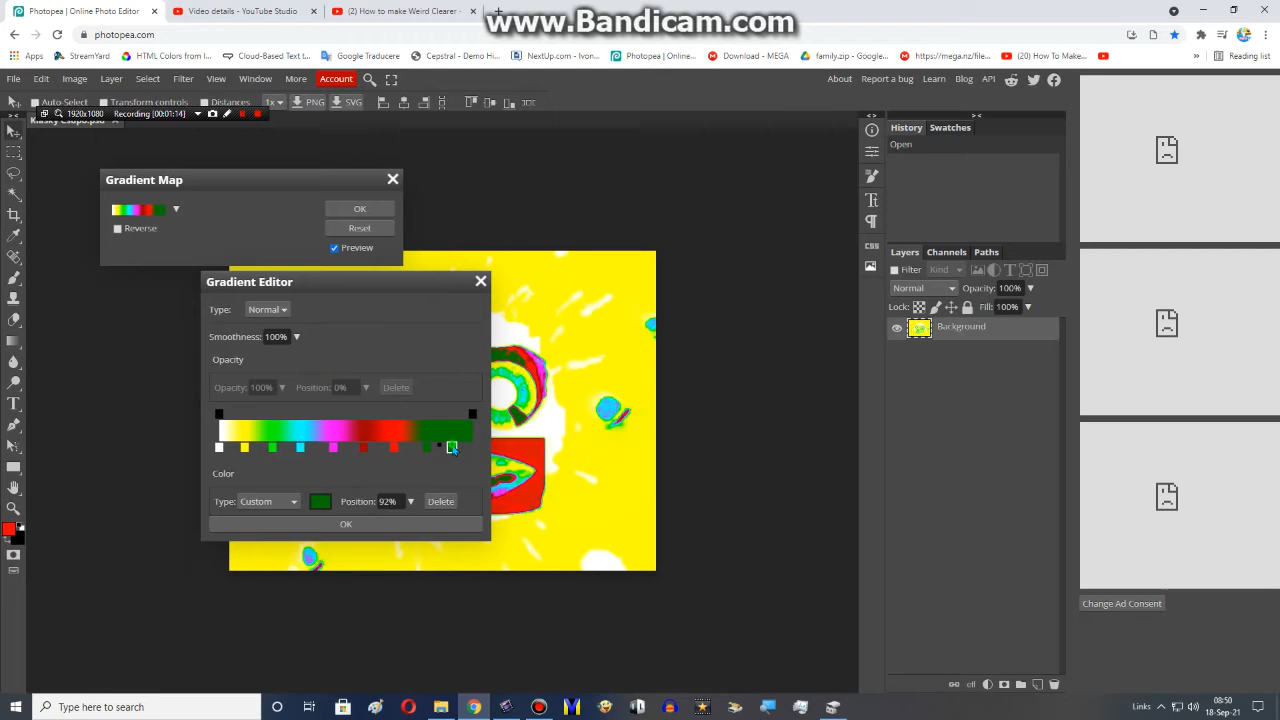 Photopea | Online Photo Editor
Video details - YouTube Studio
(2) How to make Weird Clearer -
www.Bandicam.com
photopea.com
Apps
StreamYard
HTML Colors from I...
Cloud-Based Text t...
Google Traducere
Cepstral - Demo Hi...
NextUp.com - Ivon...
Photopea | Online...
Download - MEGA
family.zip - Googl...
https://meg.nz/file...
(20) How To Make...
Reading list
File Edit Image Layer Select Filter View Window More Account
About Report a bug Learn Blog API
Auto-Select Transform controls Distances 1x PNG SVG
1920x1080 Recording [00:01:14]
History Swatches
Open
Gradient Map
OK
Reverse
Reset
Preview
CSS
Layers Channels Paths
Filter Kind
Normal Opacity: 100%
Lock: Fill: 100%
Background
Gradient Editor
Type: Normal
Smoothness: 100%
Opacity
Opacity: 100% Position: 0% Delete
Color
Type: Custom Position: 92% Delete
OK
Change Ad Consent
eff
Type here to search
Links
08:50
18-Sep-21